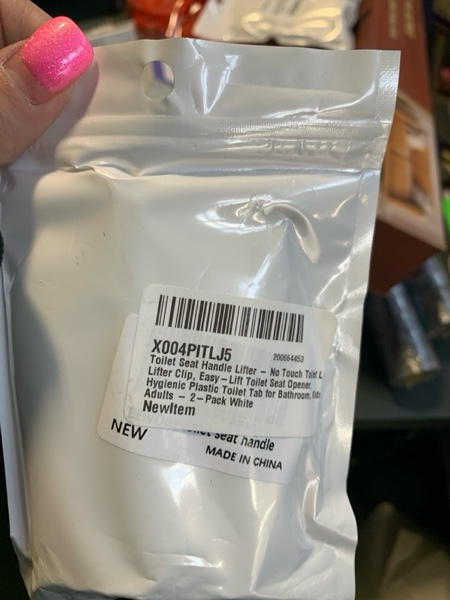 X004PITLJ5 200664453
Toilet Seat Handle Lifter – No Touch Toilet L
Lifter Clip, Easy–Lift Toilet Seat Opener,
Hygienic Plastic Toilet Tab for Bathroom,
Adults – 2–Pack White
NewItem
NEW
seat handle
MADE IN CHINA